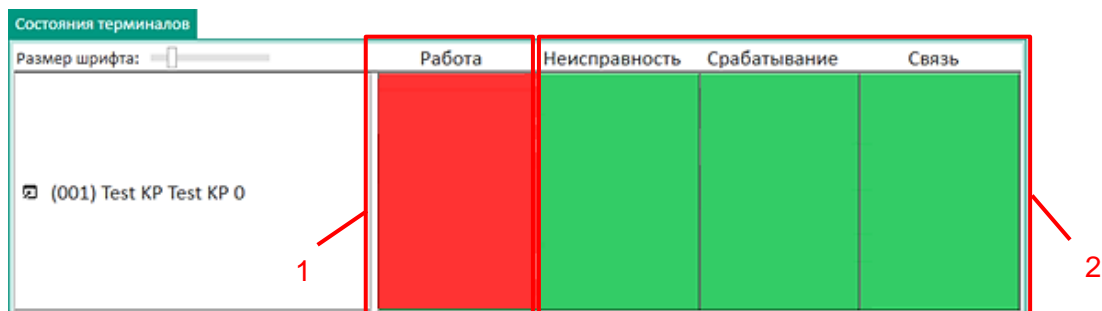 Состояния терминалов
Размер шрифта: Работа Неисправность Срабатывание Связь
(001) Test KP Test KP 0
1 2